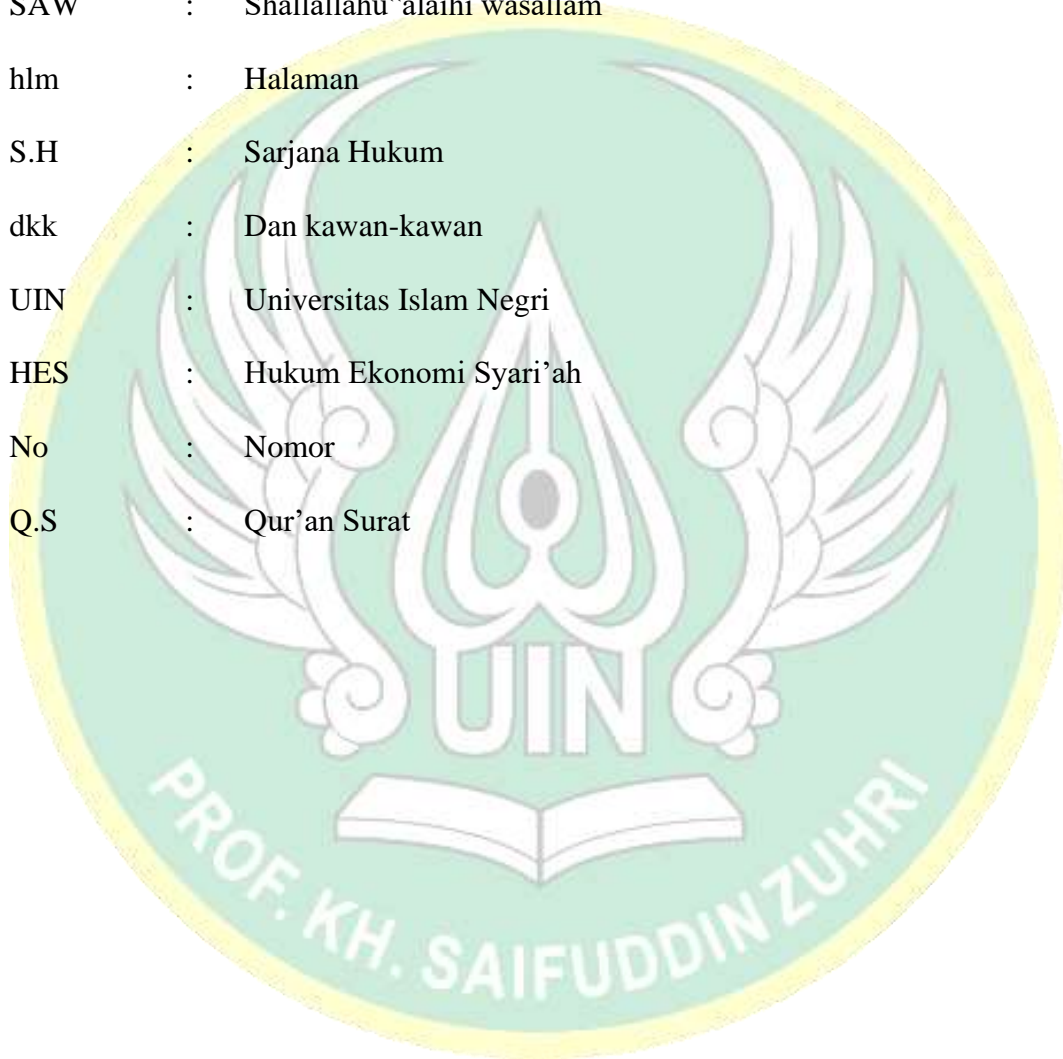 SAW : Shallallahu"alaihi wasallam
hlm : Halaman
S.H : Sarjana Hukum
dkk : Dan kawan-kawan
UIN : Universitas Islam Negri
HES : Hukum Ekonomi Syari’ah
No : Nomor
Q.S : Qur’an Surat
UIN
PROF. KH. SAIFUDDIN ZUHRI